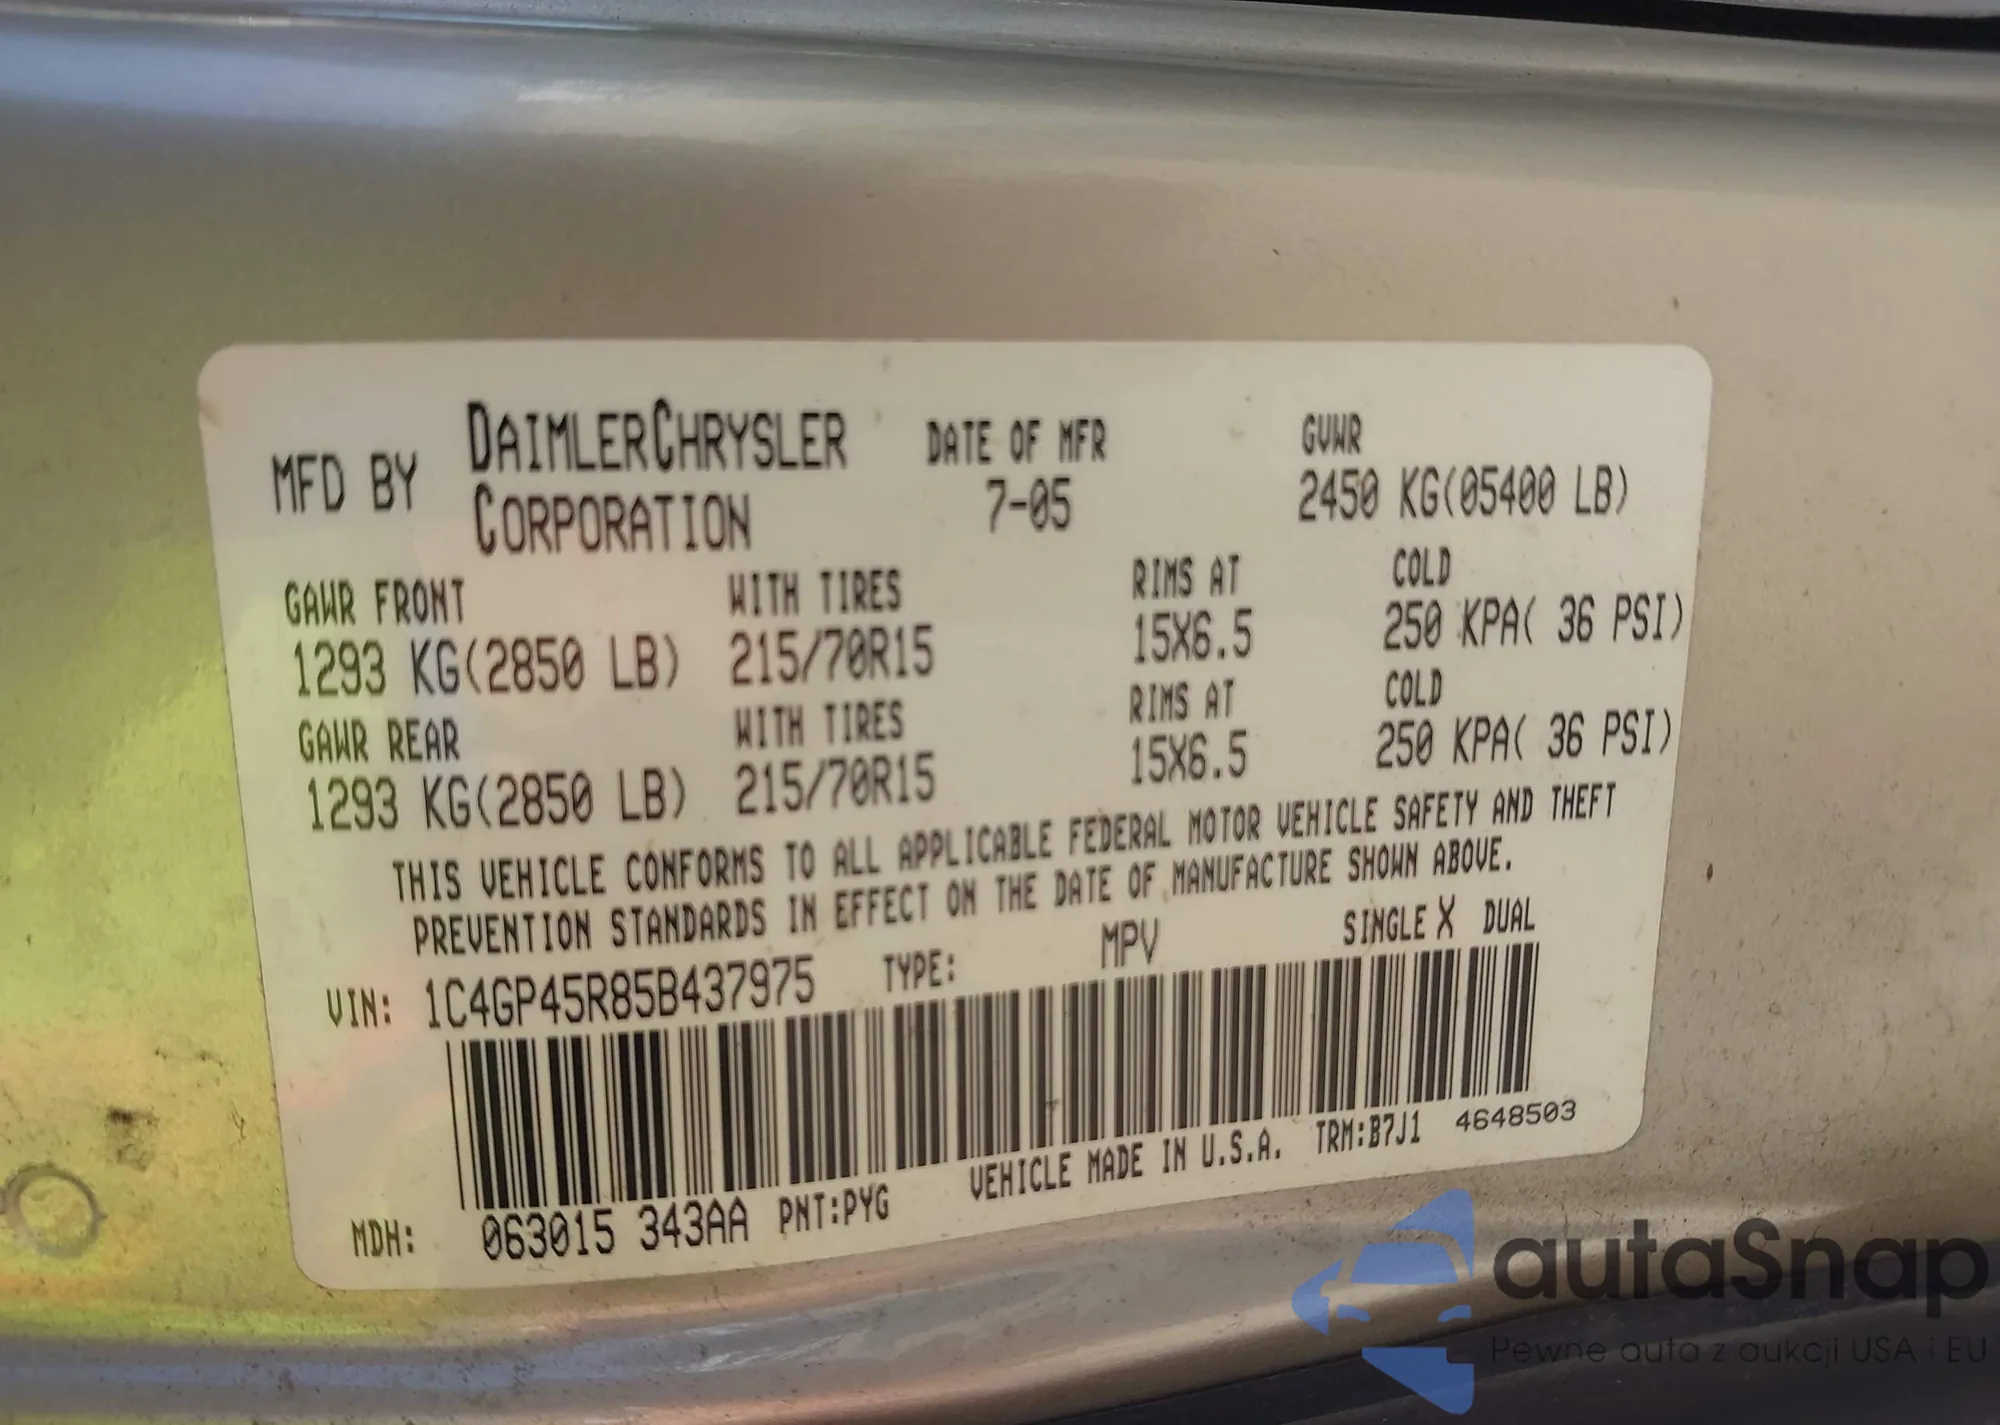 MFD BY DAIMLERCHRYSLER CORPORATION
DATE OF MFR
7-05
GVWR
2450 KG(05400 LB)
GAWR FRONT WITH TIRES RIMS AT COLD
1293 KG(2850 LB) 215/70R15 15X6.5 250 KPA( 36 PSI)
GAWR REAR WITH TIRES RIMS AT COLD
1293 KG(2850 LB) 215/70R15 15X6.5 250 KPA( 36 PSI)
THIS VEHICLE CONFORMS TO ALL APPLICABLE FEDERAL MOTOR VEHICLE SAFETY AND THEFT
PREVENTION STANDARDS IN EFFECT ON THE DATE OF MANUFACTURE SHOWN ABOVE.
VIN: 1C4GP45R85B437975 TYPE: MPV SINGLE X DUAL
MDH: 063015 343AA PNT:PYG VEHICLE MADE IN U.S.A. TRM:B7J1 4648503
autaSnap
Pewne auta z aukcji USA i EU